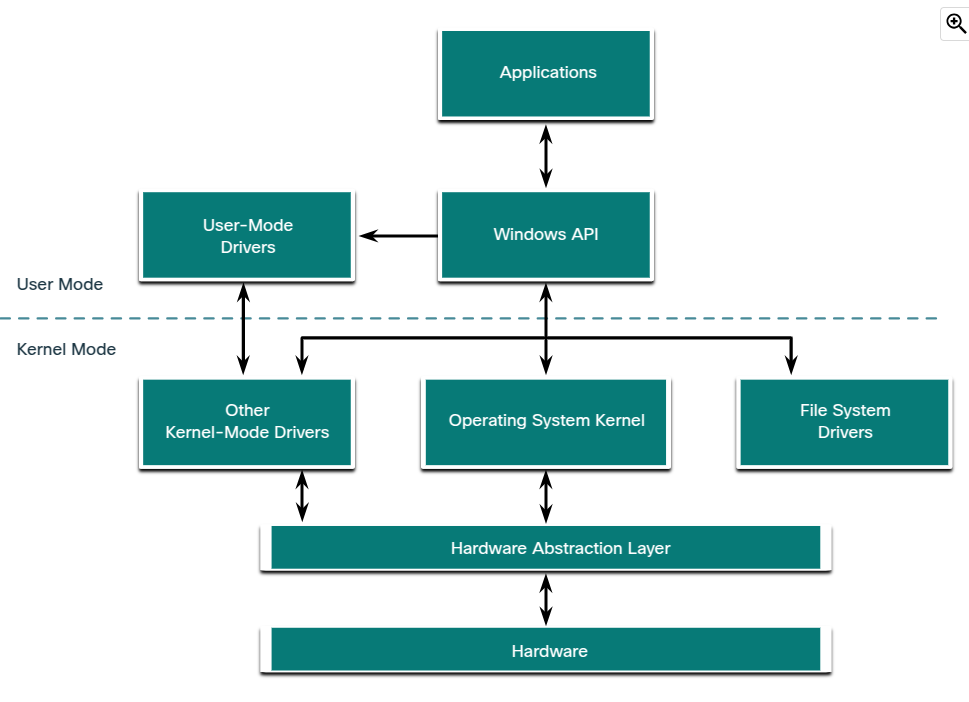 Applications
User-Mode
Drivers
Windows API
User Mode
Kernel Mode
Other
Kernel-Mode Drivers
Operating System Kernel
File System
Drivers
Hardware Abstraction Layer
Hardware